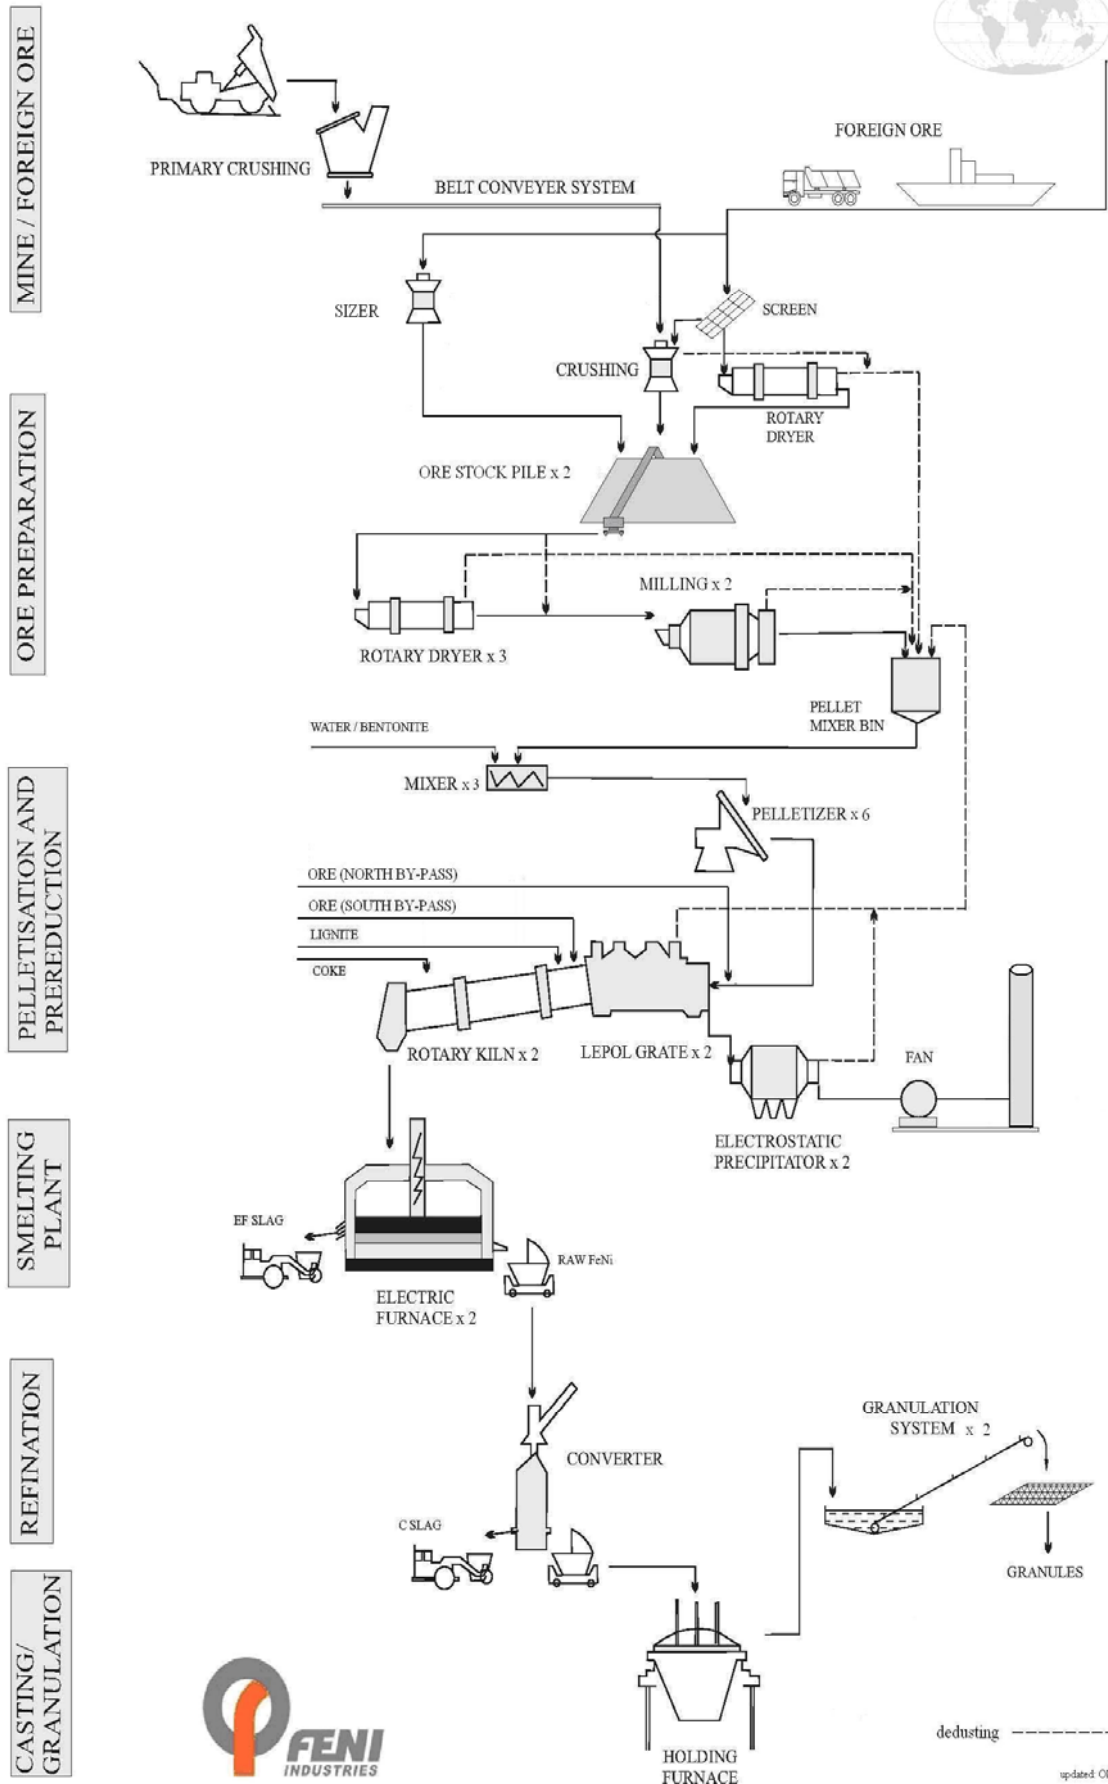 MINE / FOREIGN ORE
FOREIGN ORE
PRIMARY CRUSHING
BELT CONVEYER SYSTEM
SIZER
SCREEN
CRUSHING
ROTARY
DRYER
ORE PREPARATION
ORE STOCK PILE x 2
MILLING x 2
ROTARY DRYER x 3
PELLET
MIXER BIN
WATER / BENTONITE
MIXER x 3
PELLETISATION AND
PREREDUCTION
PELLETIZER x 6
ORE (NORTH BY-PASS)
ORE (SOUTH BY-PASS)
LIGNITE
COKE
ROTARY KILN x 2
LEPOL GRATE x 2
FAN
ELECTROSTATIC
PRECIPITATOR x 2
SMELTING
PLANT
EF SLAG
RAW FeNi
ELECTRIC
FURNACE x 2
REFINATION
GRANULATION
SYSTEM x 2
CONVERTER
C SLAG
GRANULES
CASTING/
GRANULATION
FENI
INDUSTRIES
HOLDING
FURNACE
dedusting
updated: